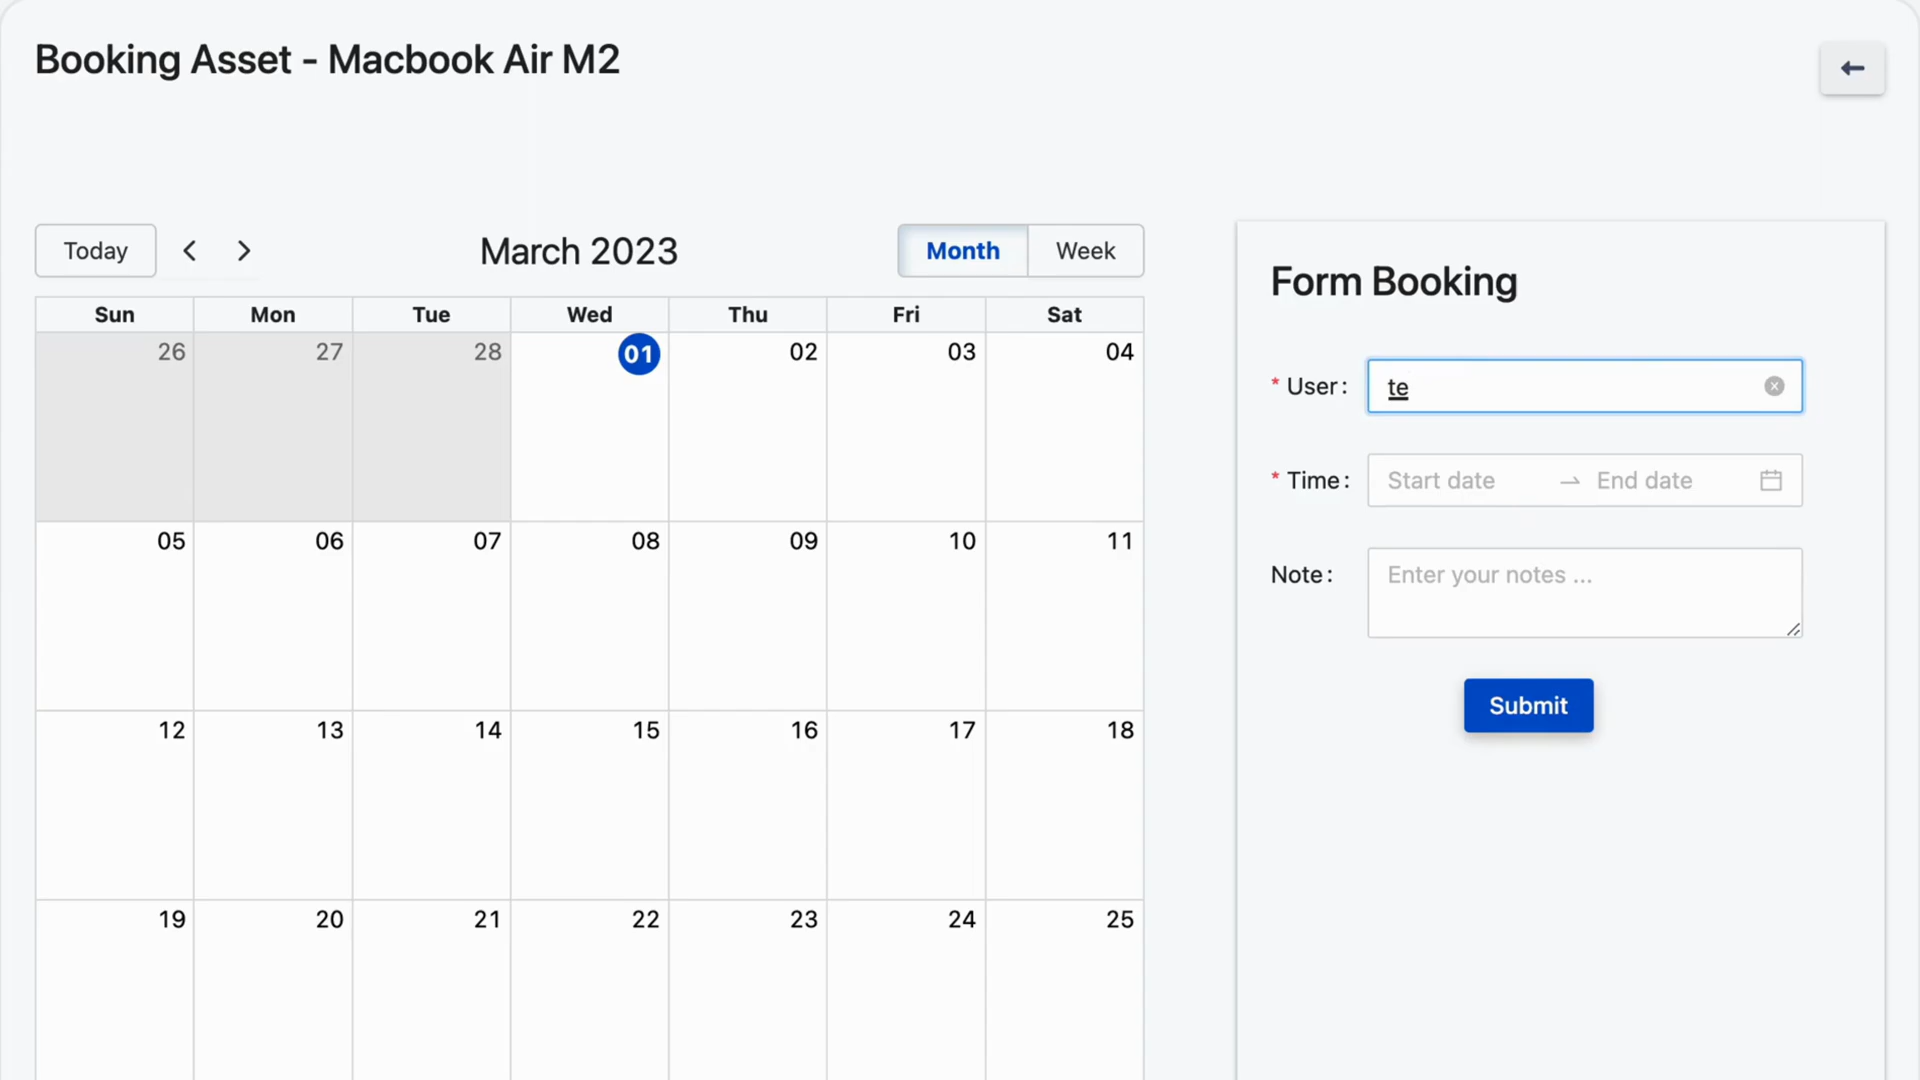 Booking Asset - Macbook Air M2
Today
March 2023
Month Week
Sun Mon Tue Wed Thu Fri Sat
26 27 28 01 02 03 04
05 06 07 08 09 10 11
12 13 14 15 16 17 18
19 20 21 22 23 24 25
Form Booking
* User: te
* Time: Start date → End date
Note: Enter your notes ...
Submit